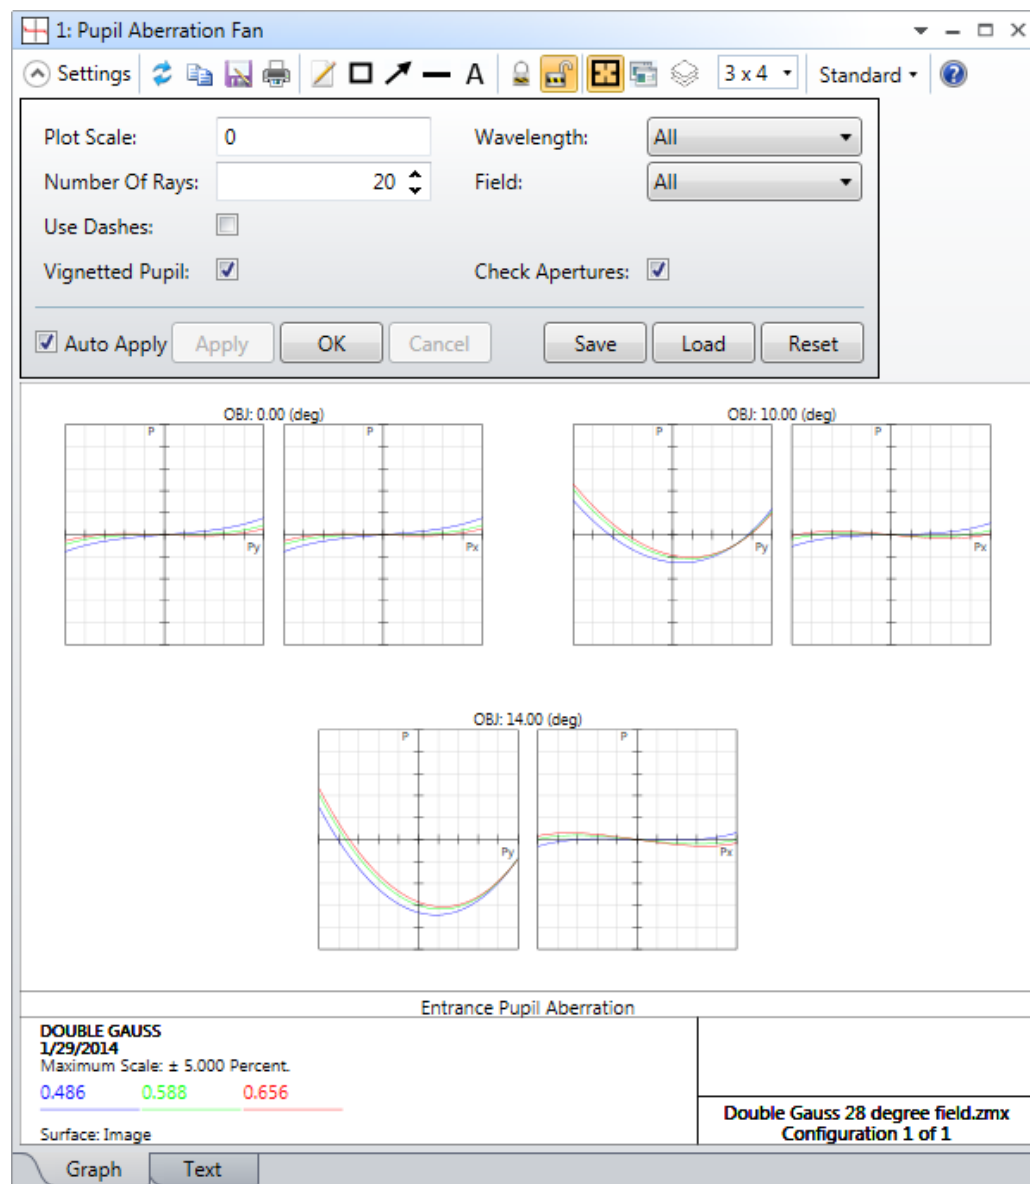 1: Pupil Aberration Fan
Settings A 3 x 4 Standard ?
Plot Scale: 0 Wavelength: All
Number Of Rays: 20 Field: All
Use Dashes:
Vignetted Pupil: Check Apertures:
Auto Apply Apply OK Cancel Save Load Reset
OBJ: 0.00 (deg) OBJ: 10.00 (deg)
P P P P
Py Px Py Px
OBJ: 14.00 (deg)
P P
Py Px
Entrance Pupil Aberration
DOUBLE GAUSS
1/29/2014
Maximum Scale: ± 5.000 Percent.
0.486 0.588 0.656
Surface: Image
Double Gauss 28 degree field.zmx
Configuration 1 of 1
Graph Text